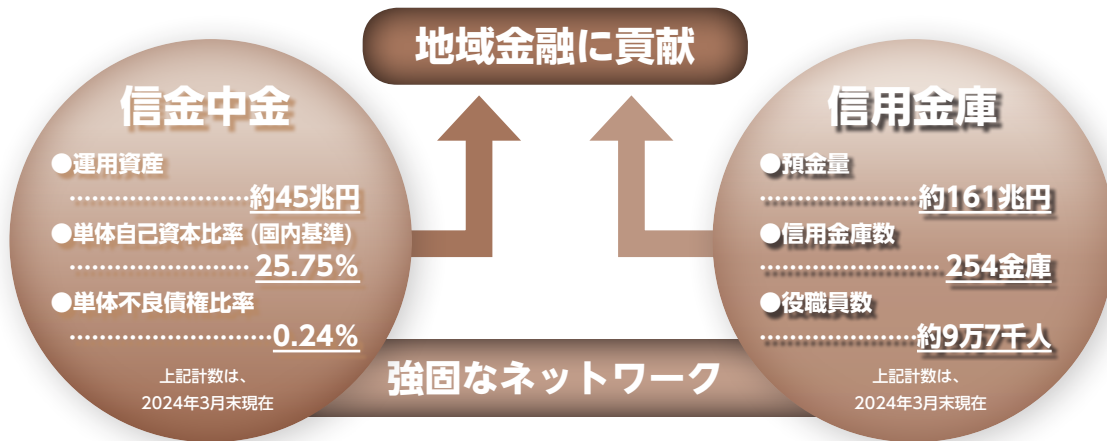 地域金融に貢献
信金中金
●運用資産
約45兆円
●単体自己資本比率 (国内基準)
25.75%
●単体不良債権比率
0.24%
上記計数は、
2024年3月末現在
信用金庫
●預金量
約161兆円
●信用金庫数
254金庫
●役職員数
約9万7千人
上記計数は、
2024年3月末現在
強固なネットワーク